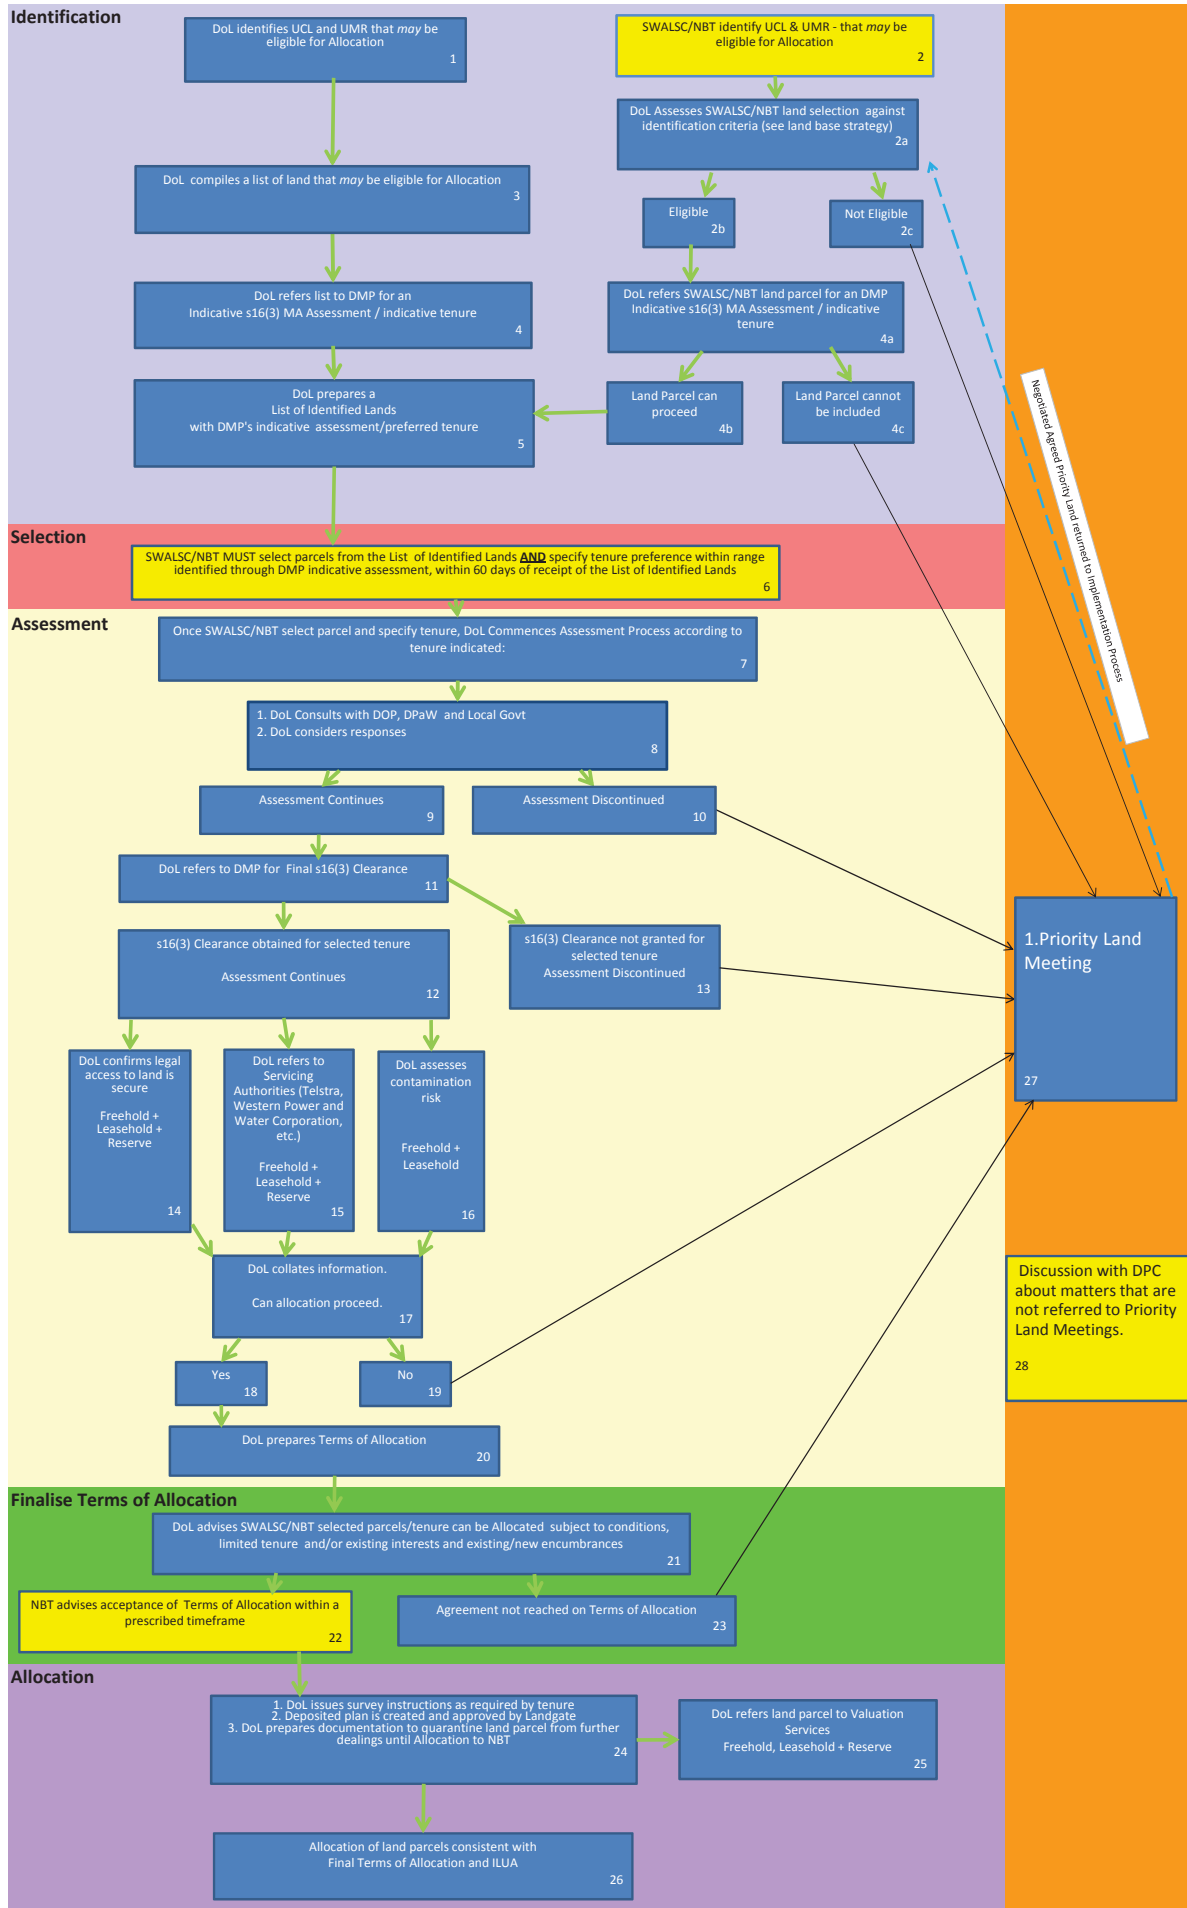 Identification
DoL identifies UCL and UMR that may be
eligible for Allocation
1
SWALSC/NBT identify UCL & UMR - that may be
eligible for Allocation
2
DoL Assesses SWALSC/NBT land selection against
identification criteria (see land base strategy)
2a
DoL compiles a list of land that may be eligible for Allocation
3
Eligible
2b
Not Eligible
2c
DoL refers list to DMP for an
Indicative s16(3) MA Assessment / indicative tenure
4
DoL refers SWALSC/NBT land parcel for an DMP
Indicative s16(3) MA Assessment / indicative
tenure
4a
DoL prepares a
List of Identified Lands
with DMP's indicative assessment/preferred tenure
5
Land Parcel can
proceed
4b
Land Parcel cannot
be included
4c
Negotiated Agreed Priority Land returned to Implementation Process
Selection
SWALSC/NBT MUST select parcels from the List of Identified Lands AND specify tenure preference within range
identified through DMP indicative assessment, within 60 days of receipt of the List of Identified Lands
6
Assessment
Once SWALSC/NBT select parcel and specify tenure, DoL Commences Assessment Process according to
tenure indicated:
7
1. DoL Consults with DOP, DPaW and Local Govt
2. DoL considers responses
8
Assessment Continues
9
Assessment Discontinued
10
DoL refers to DMP for Final s16(3) Clearance
11
s16(3) Clearance obtained for selected tenure
Assessment Continues
12
s16(3) Clearance not granted for
selected tenure
Assessment Discontinued
13
1.Priority Land
Meeting
27
DoL confirms legal
access to land is
secure
Freehold +
Leasehold +
Reserve
14
DoL refers to
Servicing
Authorities (Telstra,
Western Power and
Water Corporation,
etc.)
Freehold +
Leasehold +
Reserve
15
DoL assesses
contamination
risk
Freehold +
Leasehold
16
DoL collates information.
Can allocation proceed.
17
Discussion with DPC
about matters that are
not referred to Priority
Land Meetings.
28
Yes
18
No
19
DoL prepares Terms of Allocation
20
Finalise Terms of Allocation
DoL advises SWALSC/NBT selected parcels/tenure can be Allocated subject to conditions,
limited tenure and/or existing interests and existing/new encumbrances
21
NBT advises acceptance of Terms of Allocation within a
prescribed timeframe
22
Agreement not reached on Terms of Allocation
23
Allocation
1. DoL issues survey instructions as required by tenure
2. Deposited plan is created and approved by Landgate
3. DoL prepares documentation to quarantine land parcel from further
dealings until Allocation to NBT
24
DoL refers land parcel to Valuation
Services
Freehold, Leasehold + Reserve
25
Allocation of land parcels consistent with
Final Terms of Allocation and ILUA
26